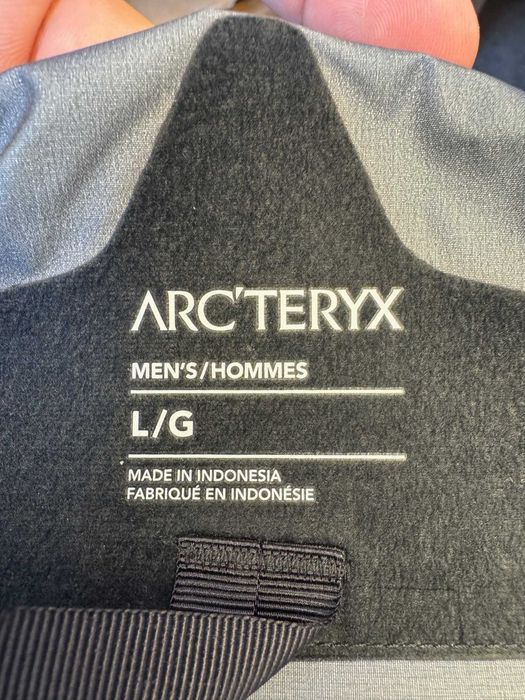 ARC'TERYX
MEN'S/HOMMES
L/G
MADE IN INDONESIA
FABRIQUÉ EN INDONÉSIE